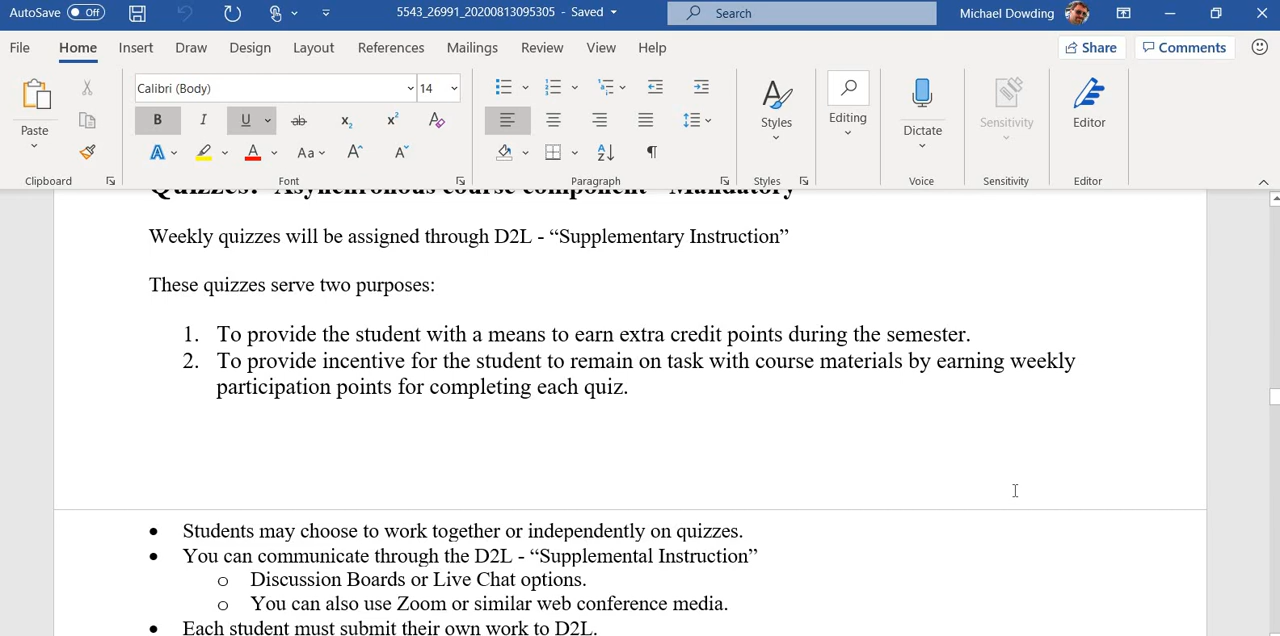 AutoSave Off 5543_26991_20200813095305 - Saved Search Michael Dowding
File Home Insert Draw Design Layout References Mailings Review View Help Share Comments
Calibri (Body) 14
Paste B I U ab x₂ x² A Styles Editing Dictate Sensitivity Editor
A A Aa A A A Z ¶
Clipboard Font Paragraph Styles Voice Sensitivity Editor
Quizzes: Asynchronous course component - Mandatory
Weekly quizzes will be assigned through D2L - “Supplementary Instruction”
These quizzes serve two purposes:
1. To provide the student with a means to earn extra credit points during the semester.
2. To provide incentive for the student to remain on task with course materials by earning weekly
participation points for completing each quiz.
• Students may choose to work together or independently on quizzes.
• You can communicate through the D2L - “Supplemental Instruction”
o Discussion Boards or Live Chat options.
o You can also use Zoom or similar web conference media.
• Each student must submit their own work to D2L.